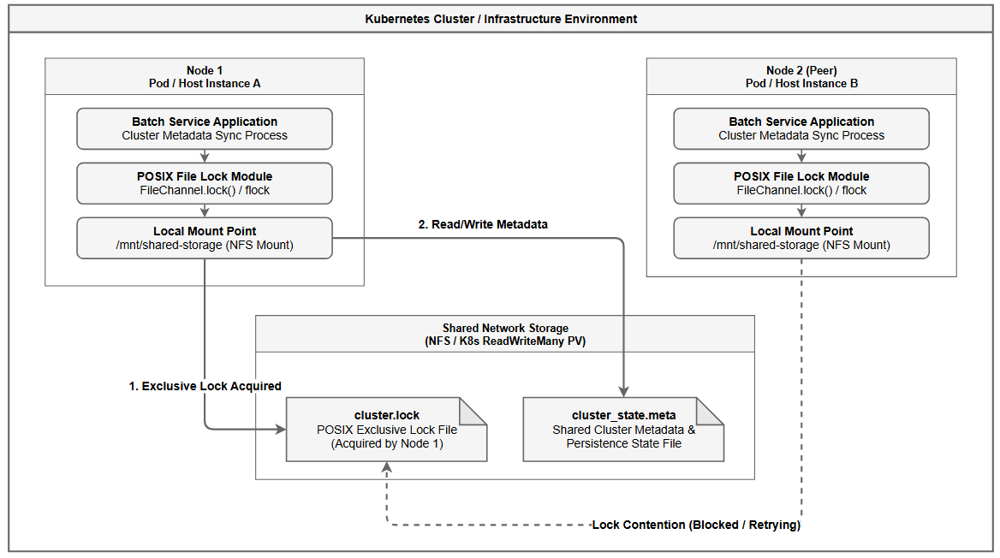 Kubernetes Cluster / Infrastructure Environment
Node 1
Pod / Host Instance A
Batch Service Application
Cluster Metadata Sync Process
POSIX File Lock Module
FileChannel.lock() / flock
Local Mount Point
/mnt/shared-storage (NFS Mount)
Node 2 (Peer)
Pod / Host Instance B
Batch Service Application
Cluster Metadata Sync Process
POSIX File Lock Module
FileChannel.lock() / flock
Local Mount Point
/mnt/shared-storage (NFS Mount)
2. Read/Write Metadata
Shared Network Storage
(NFS / K8s ReadWriteMany PV)
1. Exclusive Lock Acquired
cluster.lock
POSIX Exclusive Lock File
(Acquired by Node 1)
cluster_state.meta
Shared Cluster Metadata &
Persistence State File
Lock Contention (Blocked / Retrying)